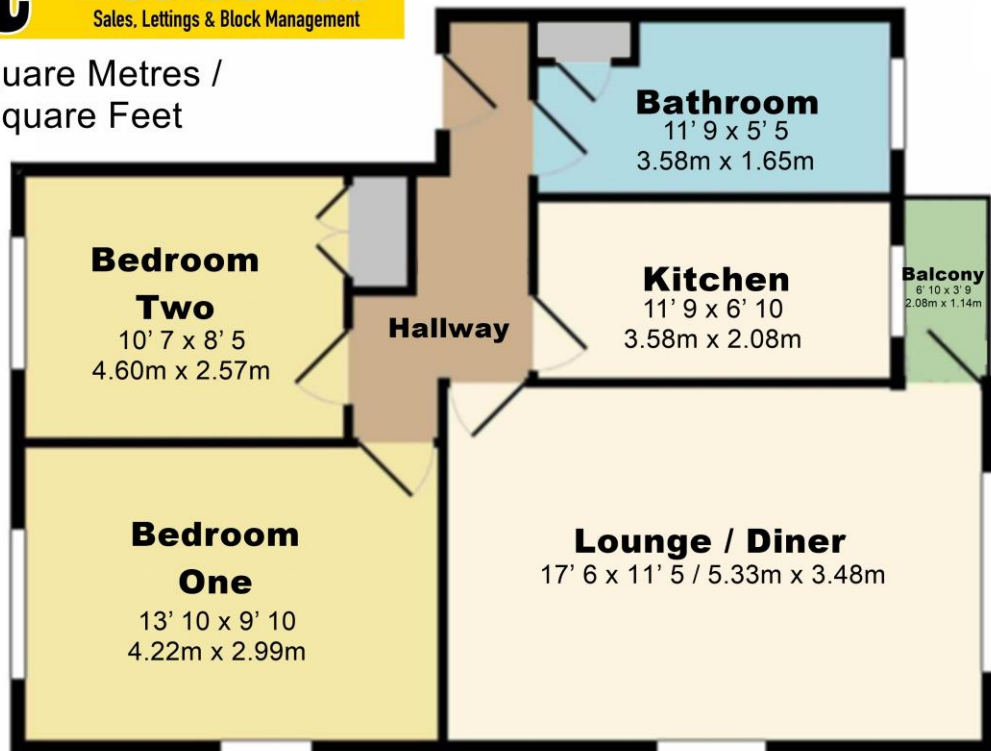 Sales, Lettings & Block Management
uare Metres /
quare Feet
Bathroom
11' 9 x 5' 5
3.58m x 1.65m
Bedroom
Two
10' 7 x 8' 5
4.60m x 2.57m
Hallway
Kitchen
11' 9 x 6' 10
3.58m x 2.08m
Balcony
6' 10 x 3' 9
2.08m x 1.14m
Bedroom
One
13' 10 x 9' 10
4.22m x 2.99m
Lounge / Diner
17' 6 x 11' 5 / 5.33m x 3.48m